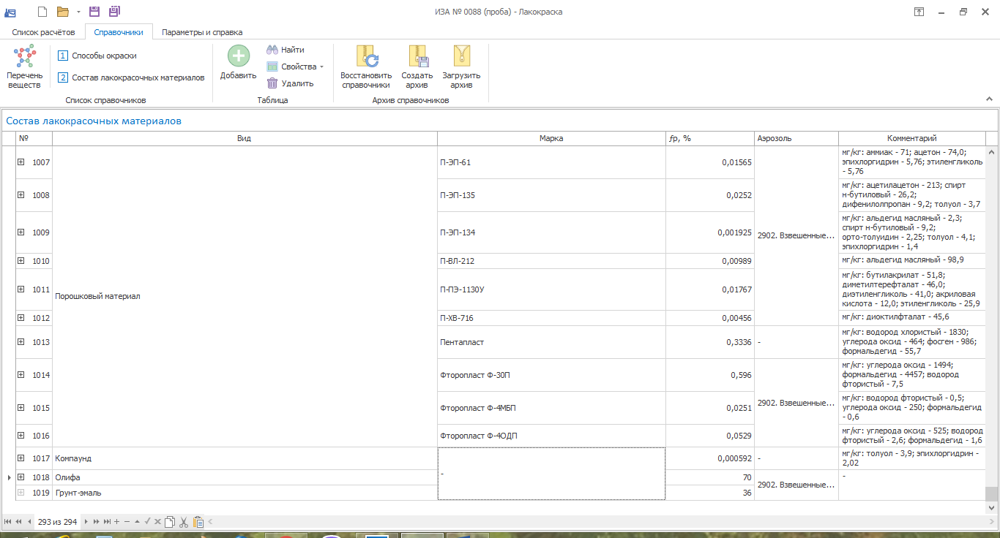 ИЗА № 0088 (проба) - Лакокраска
Список расчётов
Справочники
Параметры и справка
Перечень
веществ
1 Способы окраски
2 Состав лакокрасочных материалов
Список справочников
Добавить
Найти
Свойства
Удалить
Таблица
Восстановить
справочники
Создать
архив
Загрузить
архив
Архив справочников
Состав лакокрасочных материалов
№ Вид Марка ƒр, % Аэрозоль Комментарий
1007 П-ЭП-61 0,01565
мг/кг: аммиак - 71; ацетон - 74,0;
эпихлоргидрин - 5,76; этиленгликоль
- 5,76
1008 П-ЭП-135 0,0252
мг/кг: ацетилацетон - 213; спирт
н-бутиловый - 26,2;
дифенилолпропан - 9,2; толуол - 3,7
1009 П-ЭП-134 0,001925
2902. Взвешенные...
мг/кг: альдегид масляный - 2,3;
спирт н-бутиловый - 9,2;
орто-толуидин - 2,25; толуол - 4,1;
эпихлоргидрин - 1,4
1010 П-ВЛ-212 0,00989
мг/кг: альдегид масляный - 98,9
1011 П-ПЭ-1130У 0,01767
мг/кг: бутилакрилат - 51,8;
диметилтерефталат - 46,0;
диэтиленгликоль - 41,0; акриловая
кислота - 12,0; этиленгликоль - 25,9
Порошковый материал
1012 П-ХВ-716 0,00456
мг/кг: диоктилфталат - 45,6
1013 Пентапласт 0,3336 -
мг/кг: водород хлористый - 1830;
углерода оксид - 464; фосген - 986;
формальдегид - 55,7
1014 Фторопласт Ф-30П 0,596
мг/кг: углерода оксид - 1494;
формальдегид - 4457; водород
фтористый - 7,5
1015 Фторопласт Ф-4МБП 0,0251
2902. Взвешенные...
мг/кг: водород фтористый - 0,5;
углерода оксид - 250; формальдегид
- 0,6
1016 Фторопласт Ф-4ОДП 0,0529
мг/кг: углерода оксид - 525; водород
фтористый - 2,6; формальдегид - 1,6
1017 Компаунд 0,000592 -
мг/кг: толуол - 3,9; эпихлоргидрин -
2,02
1018 Олифа - 70 -
2902. Взвешенные...
1019 Грунт-эмаль 36
293 из 294